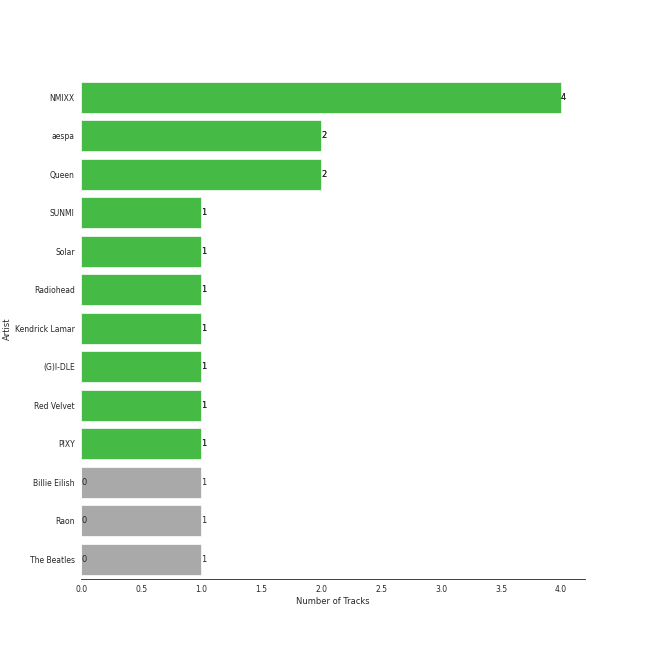 NMIXX 4
aespa 2
Queen 2
SUNMI 1
Solar 1
Radiohead 1
Kendrick Lamar 1
(G)I-DLE 1
Red Velvet 1
PIXY 1
Billie Eilish 0 1
Raon 0 1
The Beatles 0 1
0.0 0.5 1.0 1.5 2.0 2.5 3.0 3.5 4.0
Number of Tracks
Artist